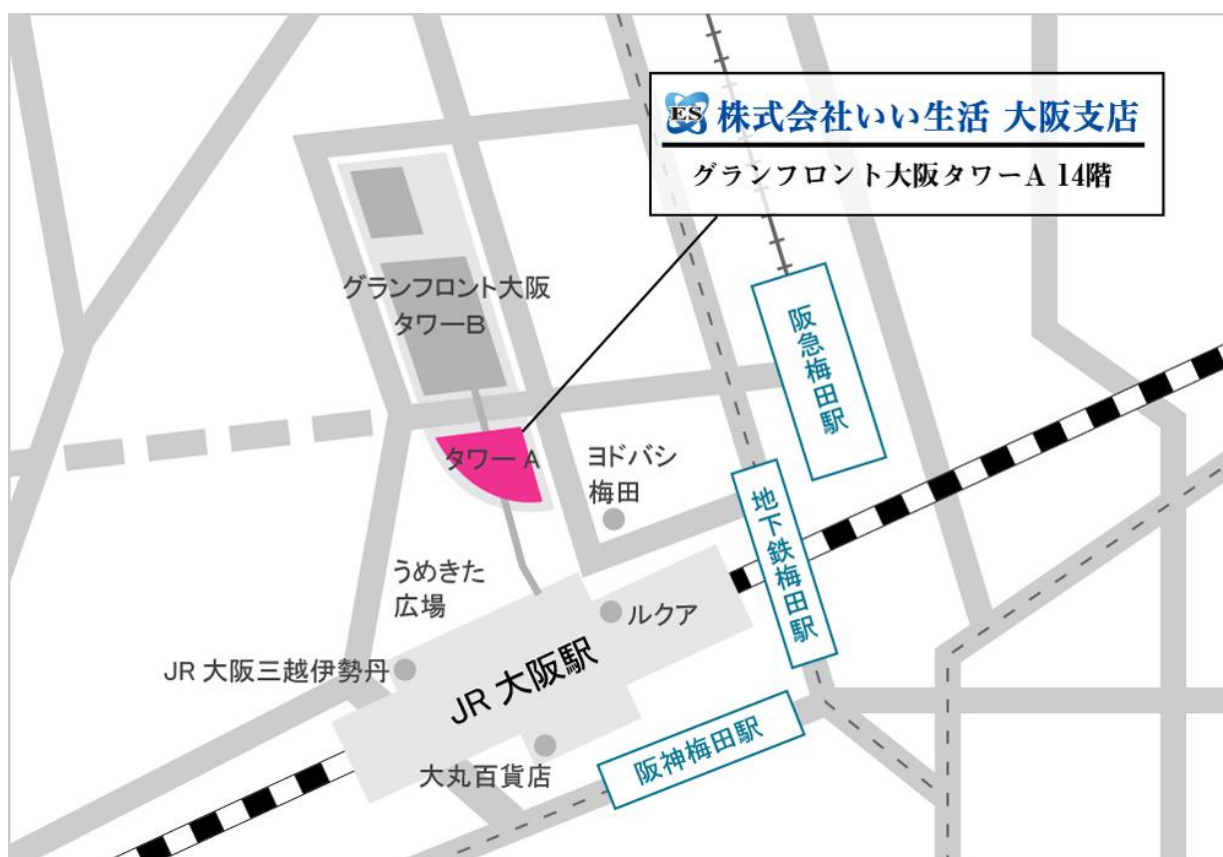 ES 株式会社いい生活 大阪支店
グランフロント大阪タワーA 14階
グランフロント大阪
タワーB
阪急梅田駅
タワー A
ヨドバシ
梅田
地下鉄梅田駅
うめきた
広場
ルクア
JR 大阪三越伊勢丹
JR 大阪駅
阪神梅田駅
大丸百貨店